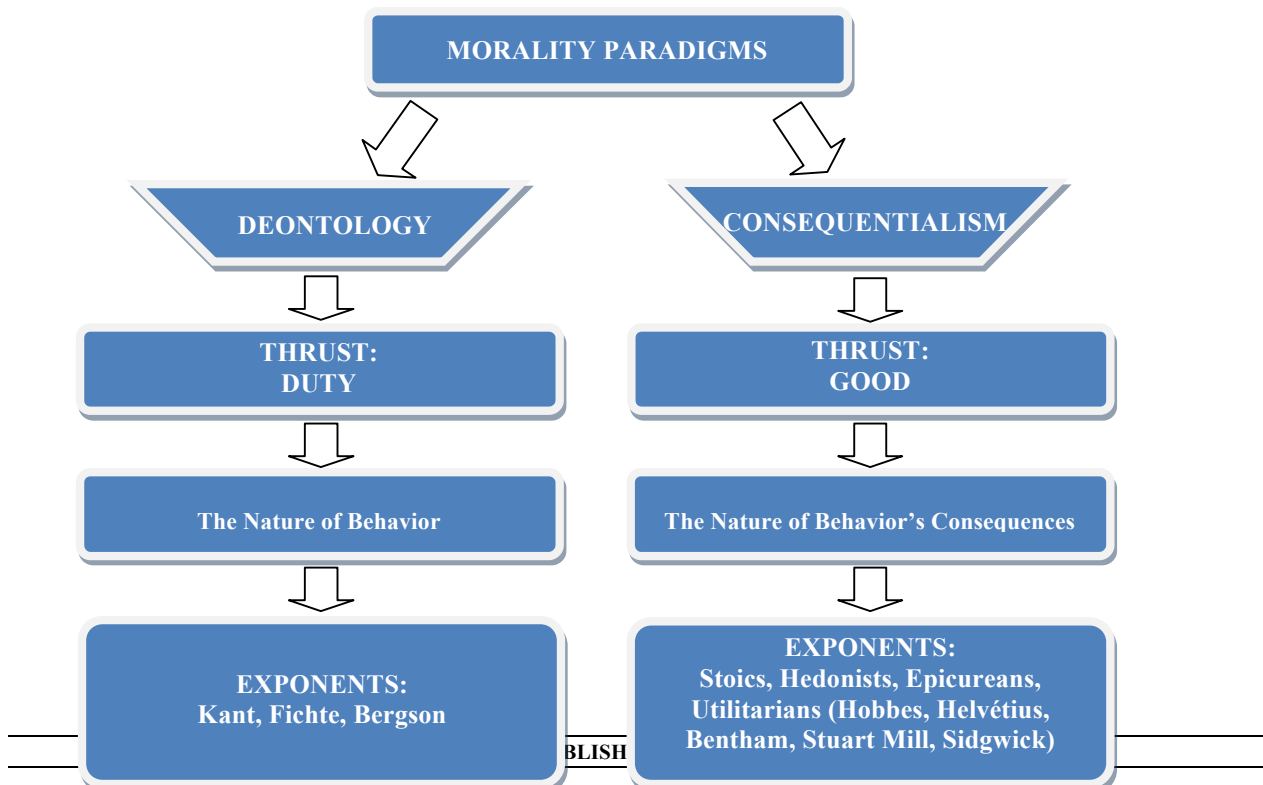 MORALITY PARADIGMS
DEONTOLOGY
CONSEQUENTIALISM
THRUST:
DUTY
THRUST:
GOOD
The Nature of Behavior
The Nature of Behavior’s Consequences
EXPONENTS:
Kant, Fichte, Bergson
EXPONENTS:
Stoics, Hedonists, Epicureans,
Utilitarians (Hobbes, Helvétius,
Bentham, Stuart Mill, Sidgwick)